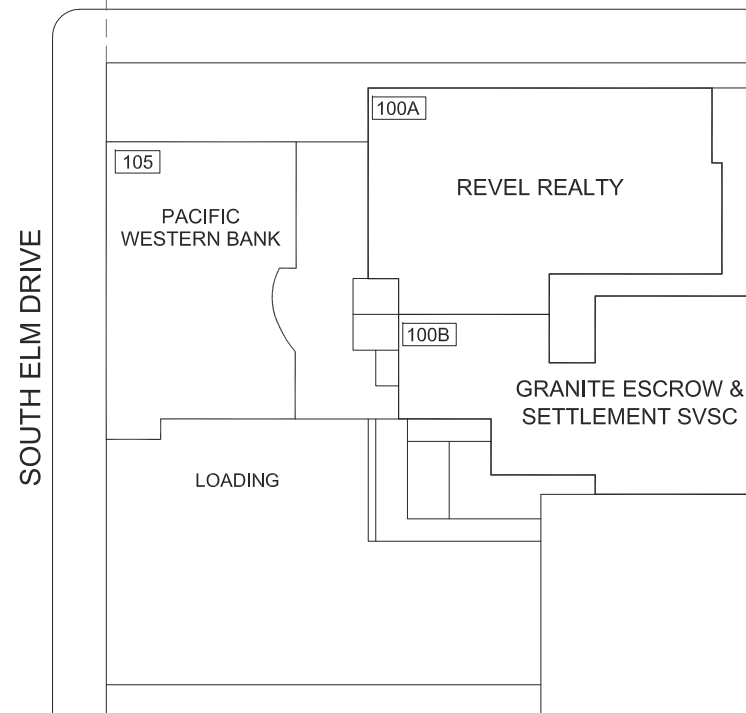 100A
REVEL REALTY
105
PACIFIC
WESTERN BANK
SOUTH ELM DRIVE
100B
GRANITE ESCROW &
SETTLEMENT SVSC
LOADING